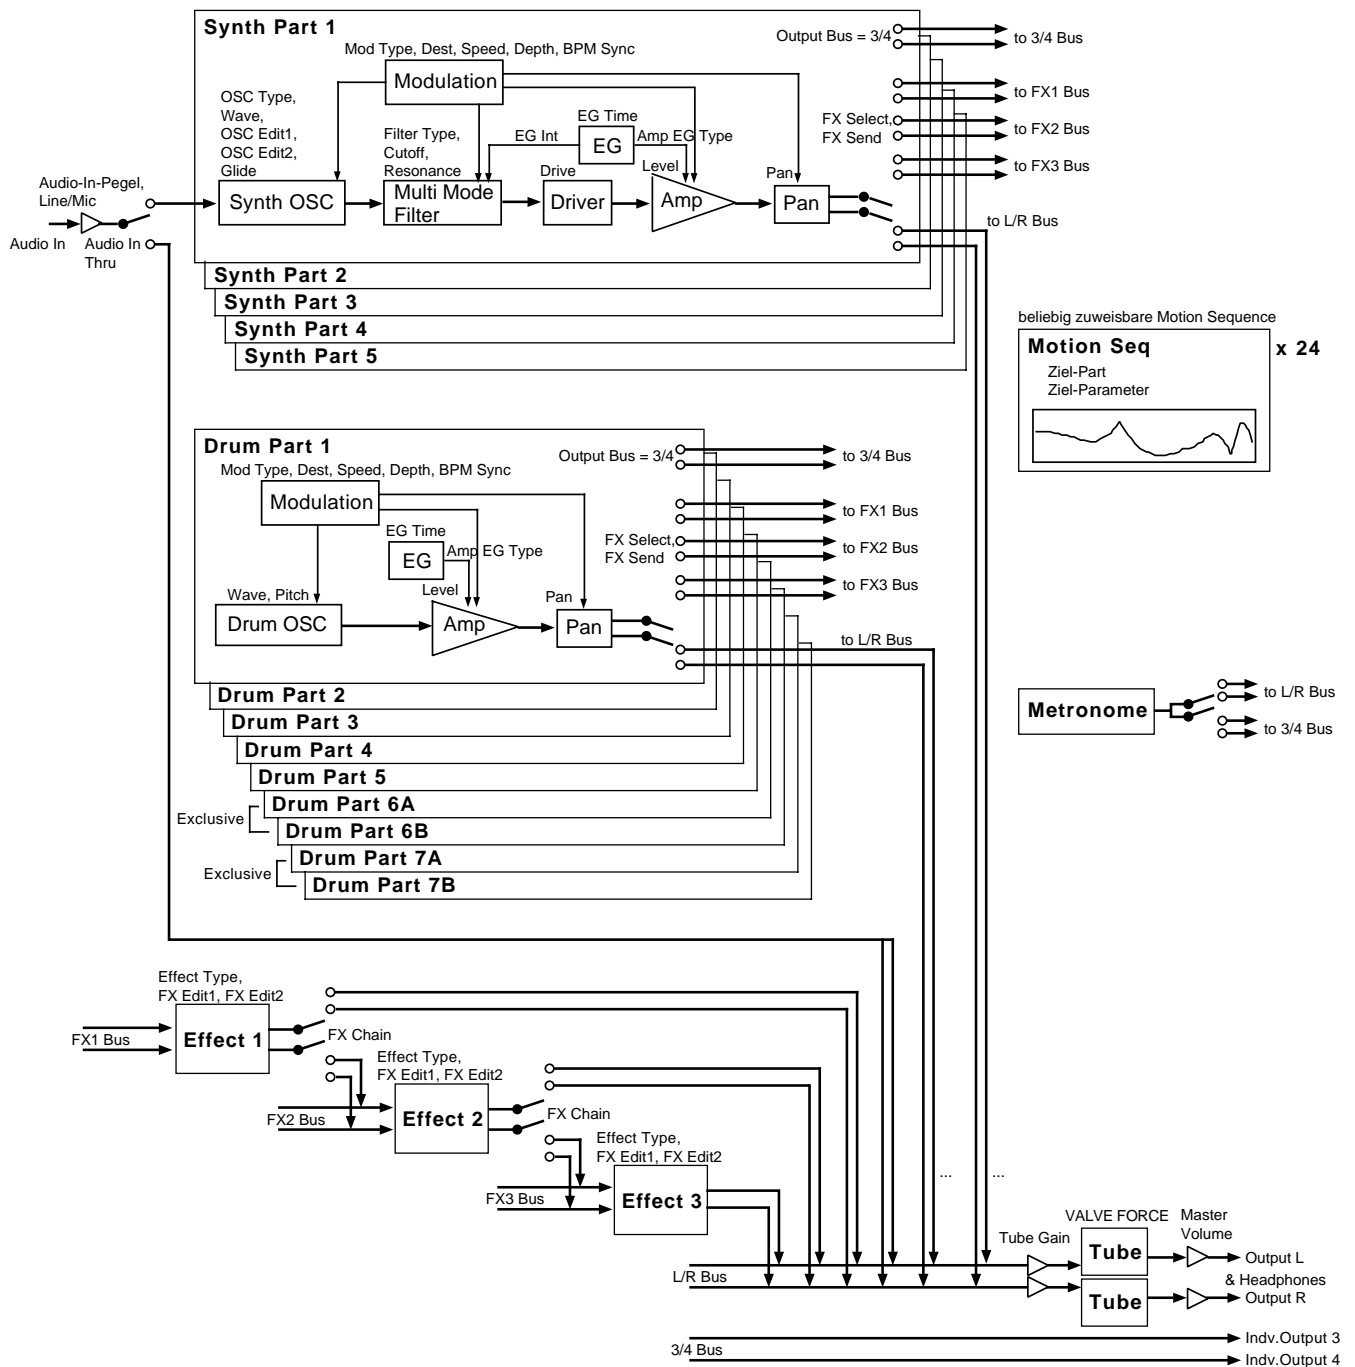 Synth Part 1
Output Bus = 3/4
to 3/4 Bus
Mod Type, Dest, Speed, Depth, BPM Sync
Modulation
OSC Type,
Wave,
OSC Edit1,
OSC Edit2,
Glide
Filter Type,
Cutoff,
Resonance
EG Int
EG Time
EG
Amp EG Type
to FX1 Bus
FX Select,
FX Send
to FX2 Bus
to FX3 Bus
Audio-In-Pegel,
Line/Mic
Audio In
Audio In
Thru
Synth OSC
Multi Mode
Filter
Drive
Driver
Level
Amp
Pan
Pan
to L/R Bus
Synth Part 2
Synth Part 3
Synth Part 4
Synth Part 5
beliebig zuweisbare Motion Sequence
Motion Seq
x 24
Ziel-Part
Ziel-Parameter
Drum Part 1
Output Bus = 3/4
to 3/4 Bus
Mod Type, Dest, Speed, Depth, BPM Sync
Modulation
EG Time
EG
Amp EG Type
to FX1 Bus
FX Select,
FX Send
to FX2 Bus
to FX3 Bus
Wave, Pitch
Drum OSC
Level
Amp
Pan
Pan
to L/R Bus
Drum Part 2
Drum Part 3
Drum Part 4
Drum Part 5
Drum Part 6A
Exclusive
Drum Part 6B
Drum Part 7A
Exclusive
Drum Part 7B
Metronome
to L/R Bus
to 3/4 Bus
Effect Type,
FX Edit1, FX Edit2
FX1 Bus
Effect 1
FX Chain
Effect Type,
FX Edit1, FX Edit2
FX2 Bus
Effect 2
FX Chain
Effect Type,
FX Edit1, FX Edit2
FX3 Bus
Effect 3
...
...
L/R Bus
Tube Gain
VALVE FORCE
Tube
Tube
Master
Volume
Output L
& Headphones
Output R
3/4 Bus
Indv.Output 3
Indv.Output 4